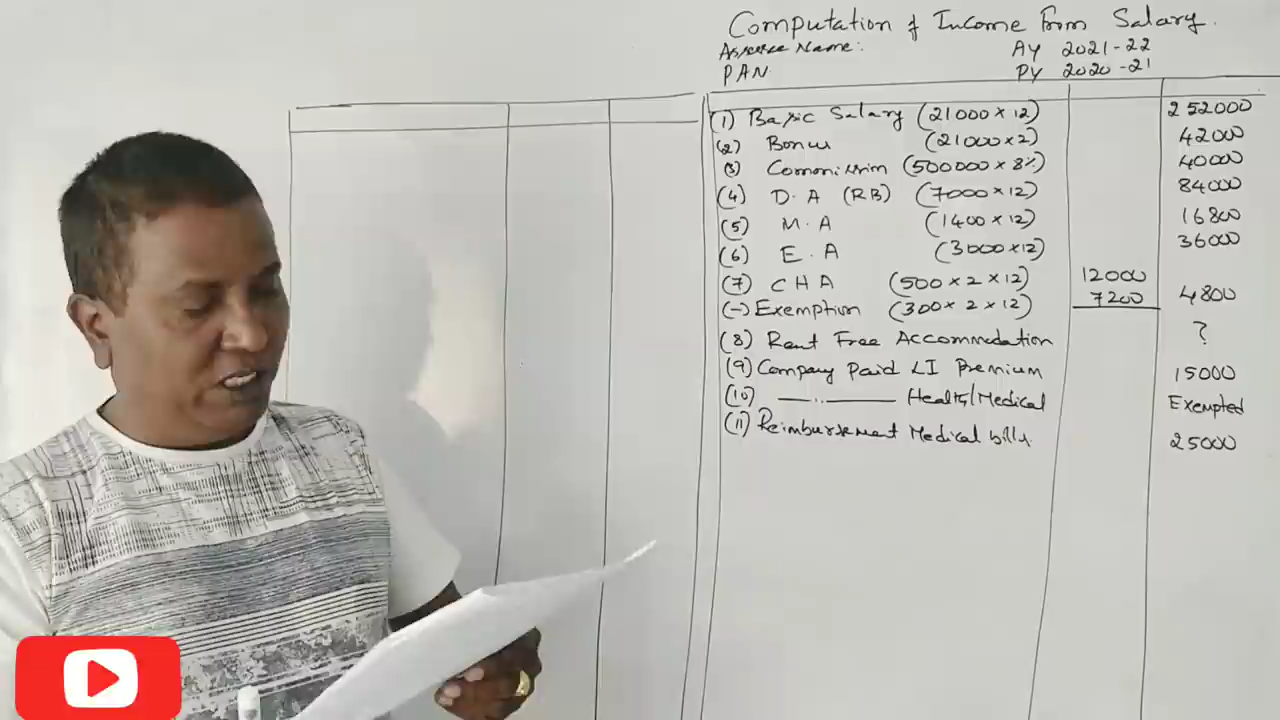 Computation of Income from Salary.
Assessee Name:
AY 2021-22
PAN
PY 2020-21
(1) Basic Salary (21000 × 12) 252000
(2) Bonus (21000 × 2) 42000
(3) Commission (500000 × 8%) 40000
(4) D.A (RB) (7000 × 12) 84000
(5) M.A (1400 × 12) 16800
(6) E.A (3000 × 12) 36000
(7) CHA (500 × 2 × 12) 12000
(-) Exemption (300 × 2 × 12) 7200 4800
(8) Rent Free Accommodation ?
(9) Company Paid LI Premium 15000
(10) —— .. —— Health/Medical Exempted
(11) Reimbursement Medical bills. 25000